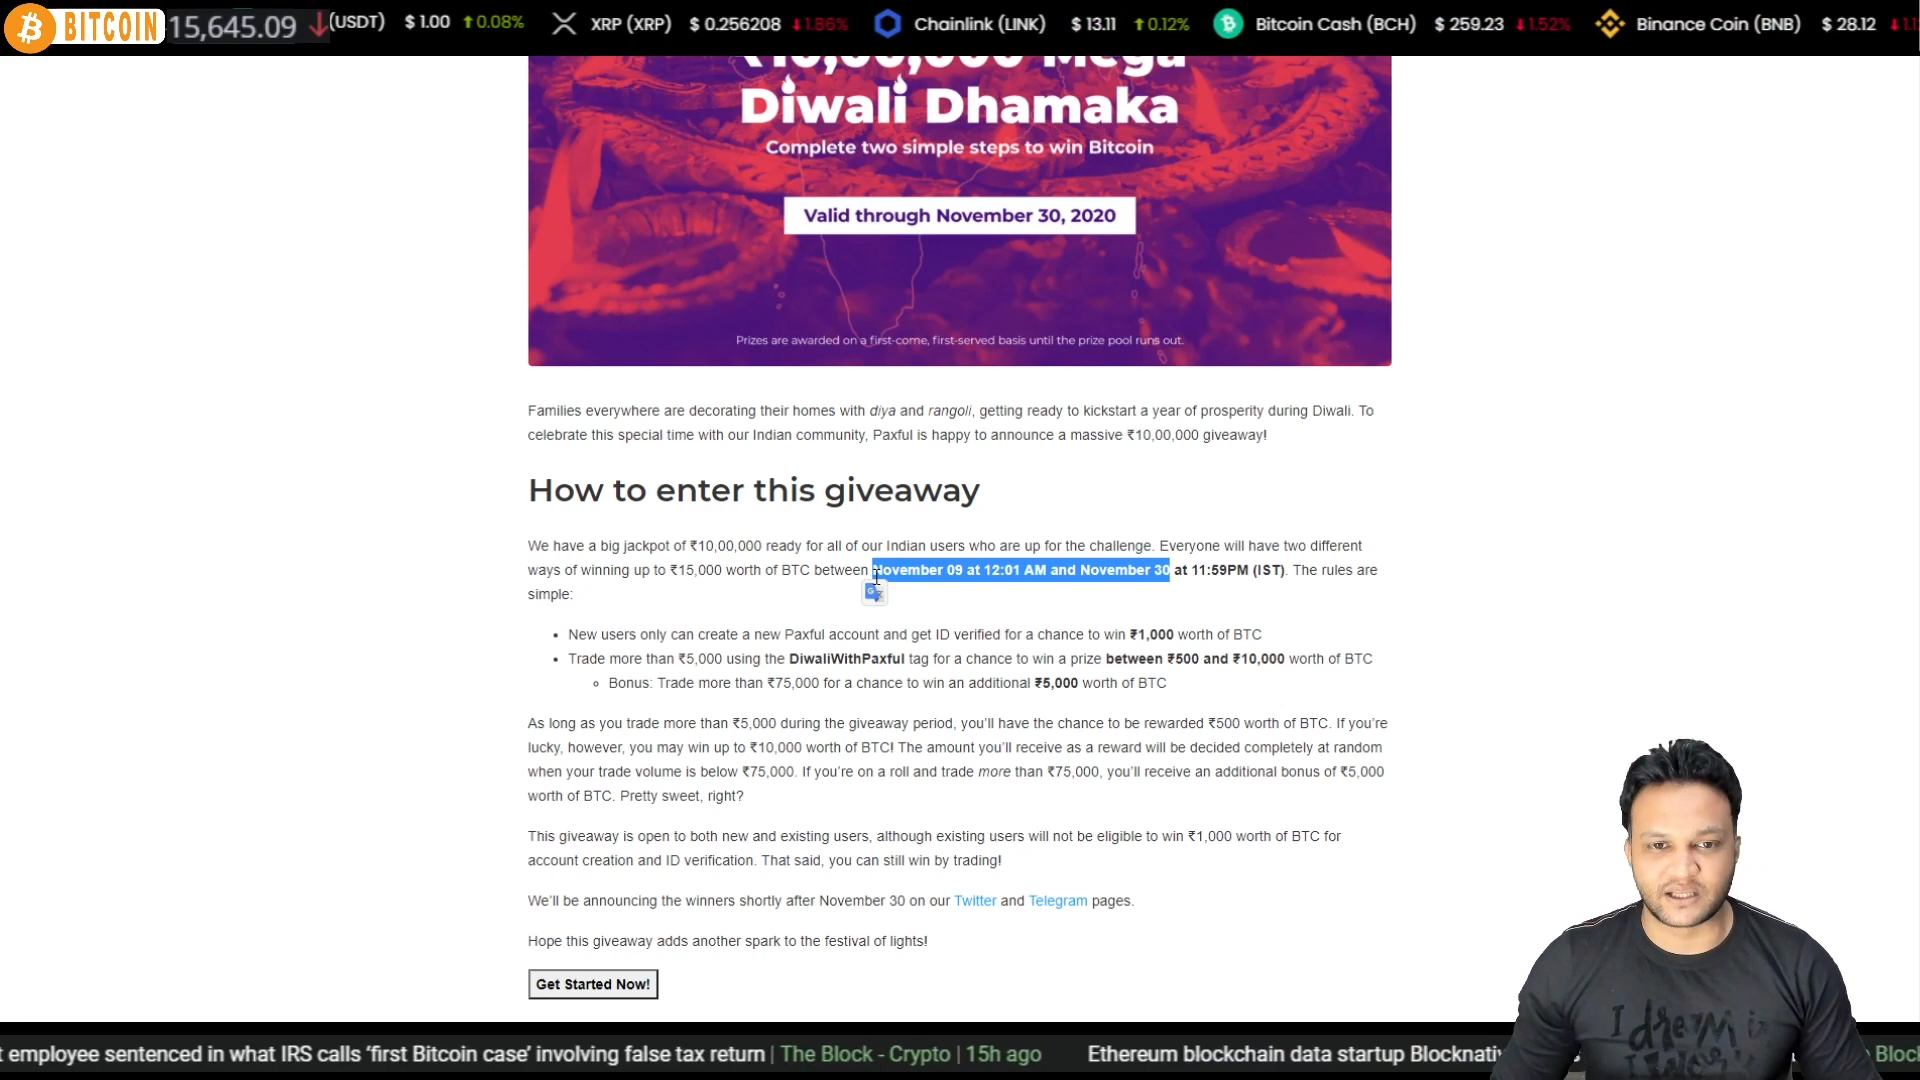 BITCOIN 15,645.09 (USDT) $ 1.00 0.08% XRP (XRP) $ 0.256208 1.86% Chainlink (LINK) $ 13.11 0.12% Bitcoin Cash (BCH) $ 259.23 1.52% Binance Coin (BNB) $ 28.12
₹10,00,000 Mega
Diwali Dhamaka
Complete two simple steps to win Bitcoin
Valid through November 30, 2020
Prizes are awarded on a first-come, first-served basis until the prize pool runs out.
Families everywhere are decorating their homes with diya and rangoli, getting ready to kickstart a year of prosperity during Diwali. To
celebrate this special time with our Indian community, Paxful is happy to announce a massive ₹10,00,000 giveaway!
How to enter this giveaway
We have a big jackpot of ₹10,00,000 ready for all of our Indian users who are up for the challenge. Everyone will have two different
ways of winning up to ₹15,000 worth of BTC between November 09 at 12:01 AM and November 30 at 11:59PM (IST). The rules are
simple:
New users only can create a new Paxful account and get ID verified for a chance to win ₹1,000 worth of BTC
Trade more than ₹5,000 using the DiwaliWithPaxful tag for a chance to win a prize between ₹500 and ₹10,000 worth of BTC
Bonus: Trade more than ₹75,000 for a chance to win an additional ₹5,000 worth of BTC
As long as you trade more than ₹5,000 during the giveaway period, you'll have the chance to be rewarded ₹500 worth of BTC. If you're
lucky, however, you may win up to ₹10,000 worth of BTC! The amount you'll receive as a reward will be decided completely at random
when your trade volume is below ₹75,000. If you're on a roll and trade more than ₹75,000, you'll receive an additional bonus of ₹5,000
worth of BTC. Pretty sweet, right?
This giveaway is open to both new and existing users, although existing users will not be eligible to win ₹1,000 worth of BTC for
account creation and ID verification. That said, you can still win by trading!
We'll be announcing the winners shortly after November 30 on our Twitter and Telegram pages.
Hope this giveaway adds another spark to the festival of lights!
Get Started Now!
I dream in
t employee sentenced in what IRS calls 'first Bitcoin case' involving false tax return | The Block - Crypto | 15h ago Ethereum blockchain data startup Blocknativ Block